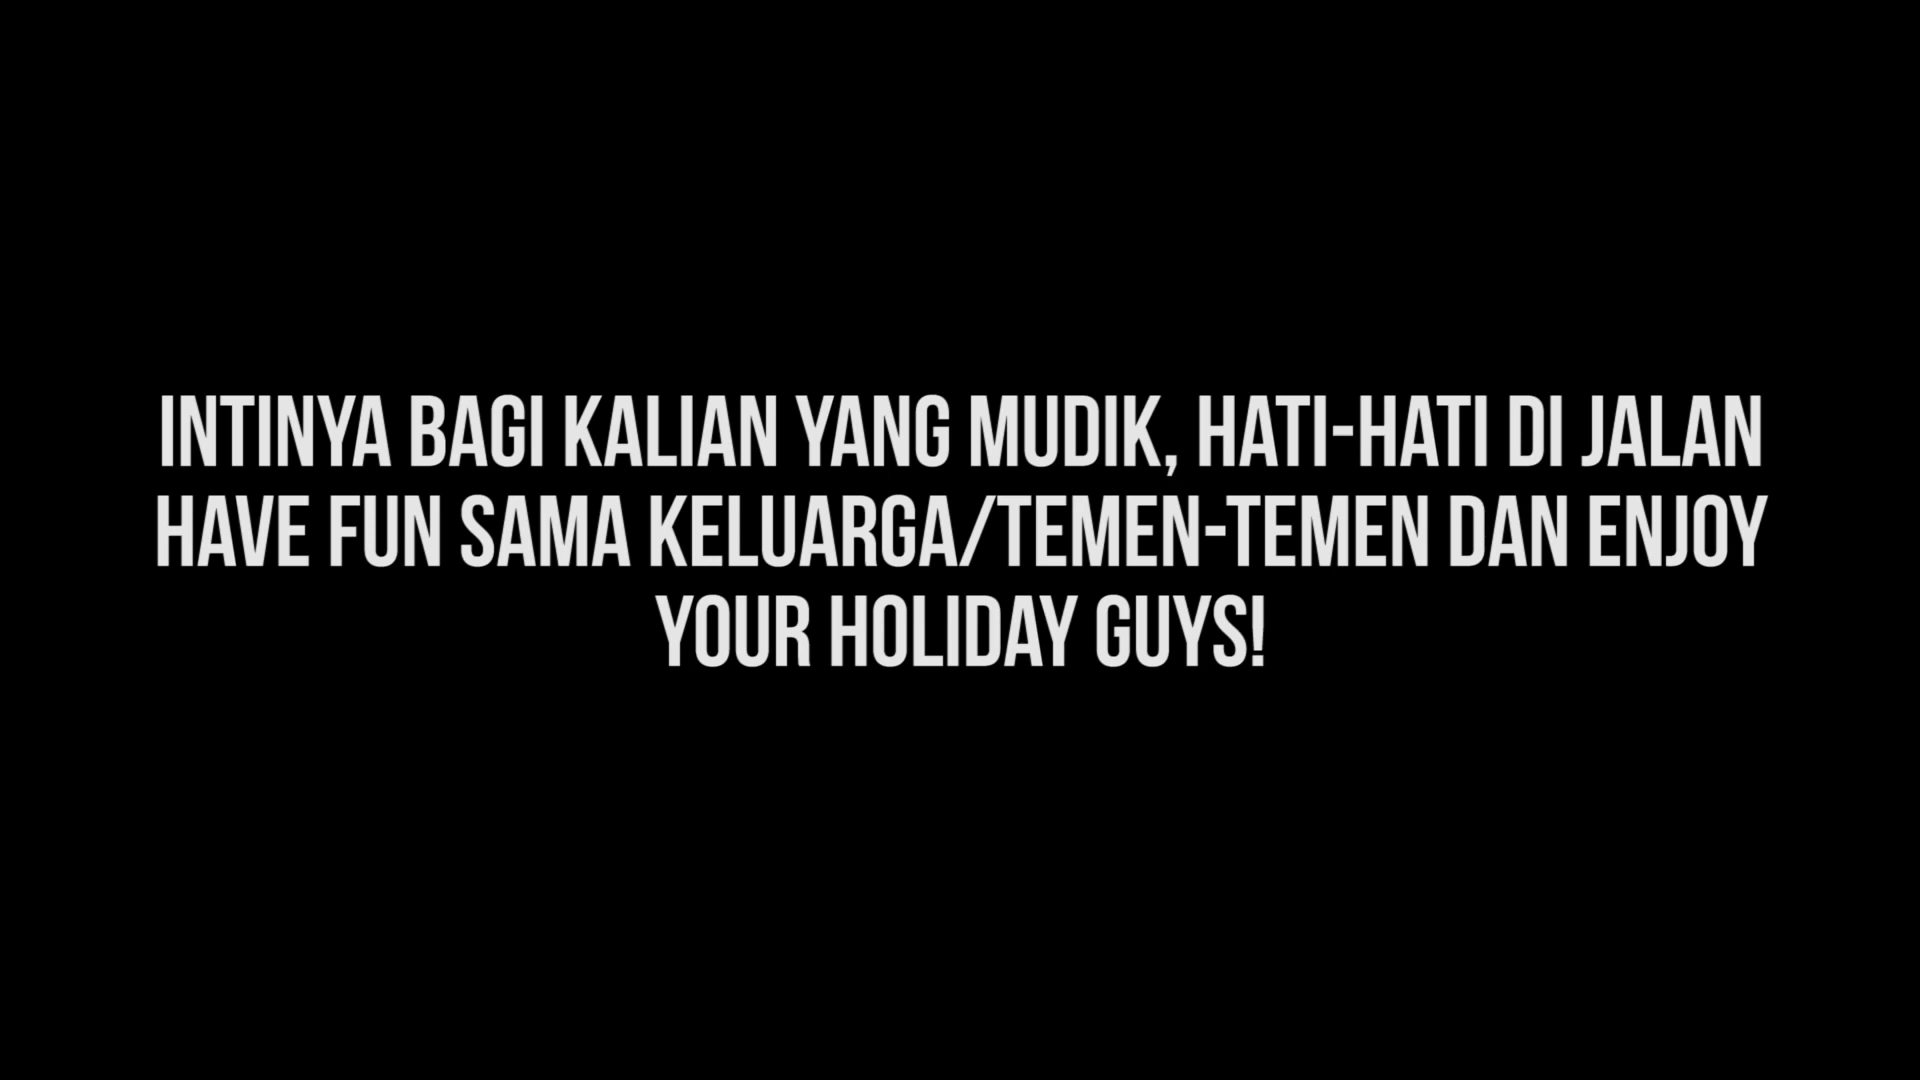 INTINYA BAGI KALIAN YANG MUDIK, HATI-HATI DI JALAN
HAVE FUN SAMA KELUARGA/TEMEN-TEMEN DAN ENJOY
YOUR HOLIDAY GUYS!